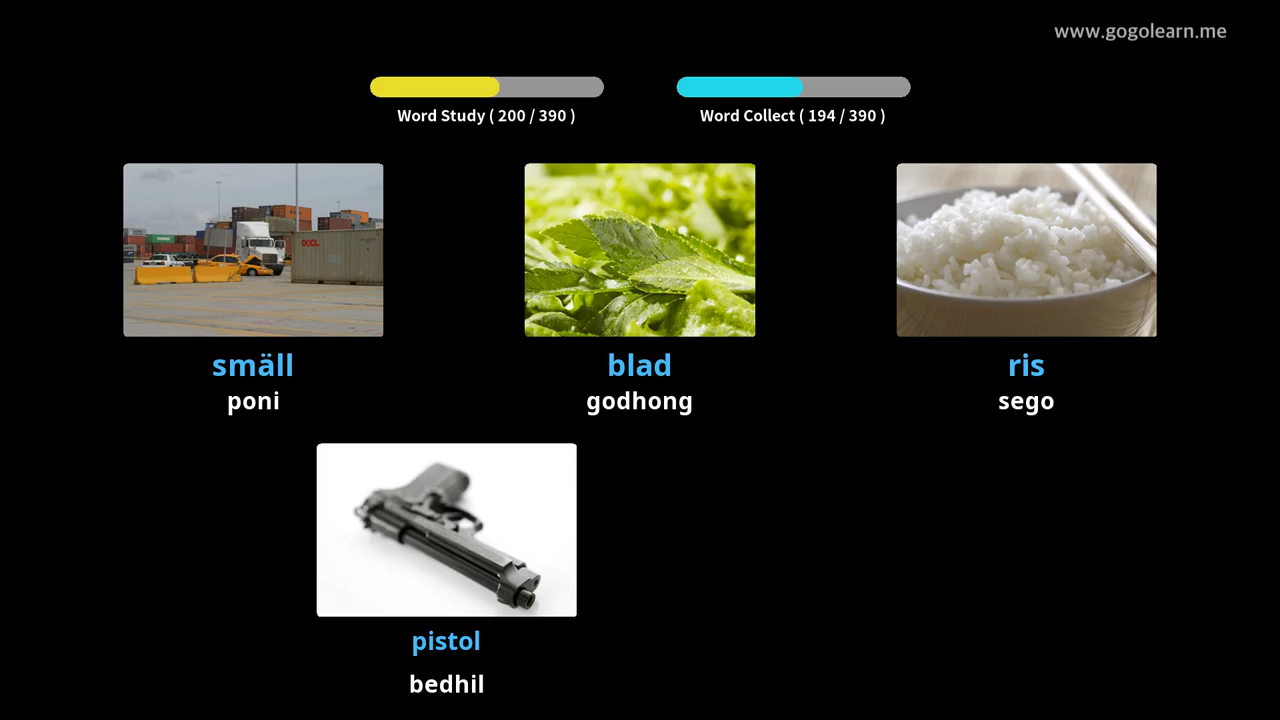 www.gogolearn.me
Word Study ( 200 / 390 )
Word Collect ( 194 / 390 )
smäll
blad
ris
poni
godhong
sego
pistol
bedhil